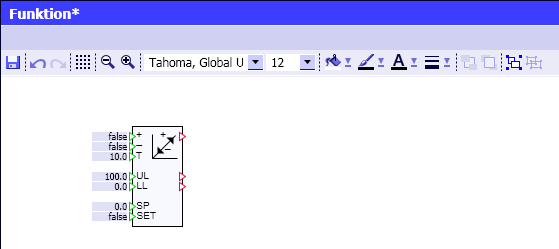 Funktion*
Tahoma, Global U 12
A
false + +
false – –
10.0 T
100.0 UL
0.0 LL
0.0 SP
false SET